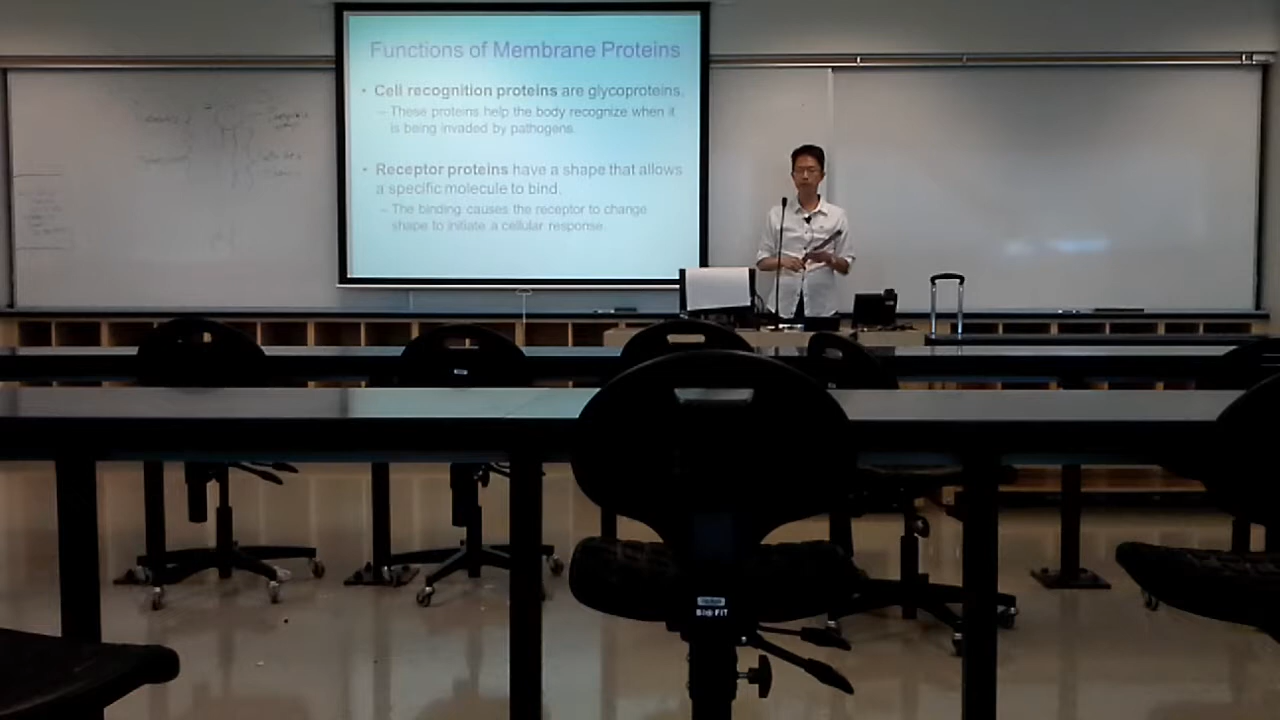 Functions of Membrane Proteins
• Cell recognition proteins are glycoproteins.
– These proteins help the body recognize when it
is being invaded by pathogens.
• Receptor proteins have a shape that allows
a specific molecule to bind.
– The binding causes the receptor to change
shape to initiate a cellular response.
BIO FIT